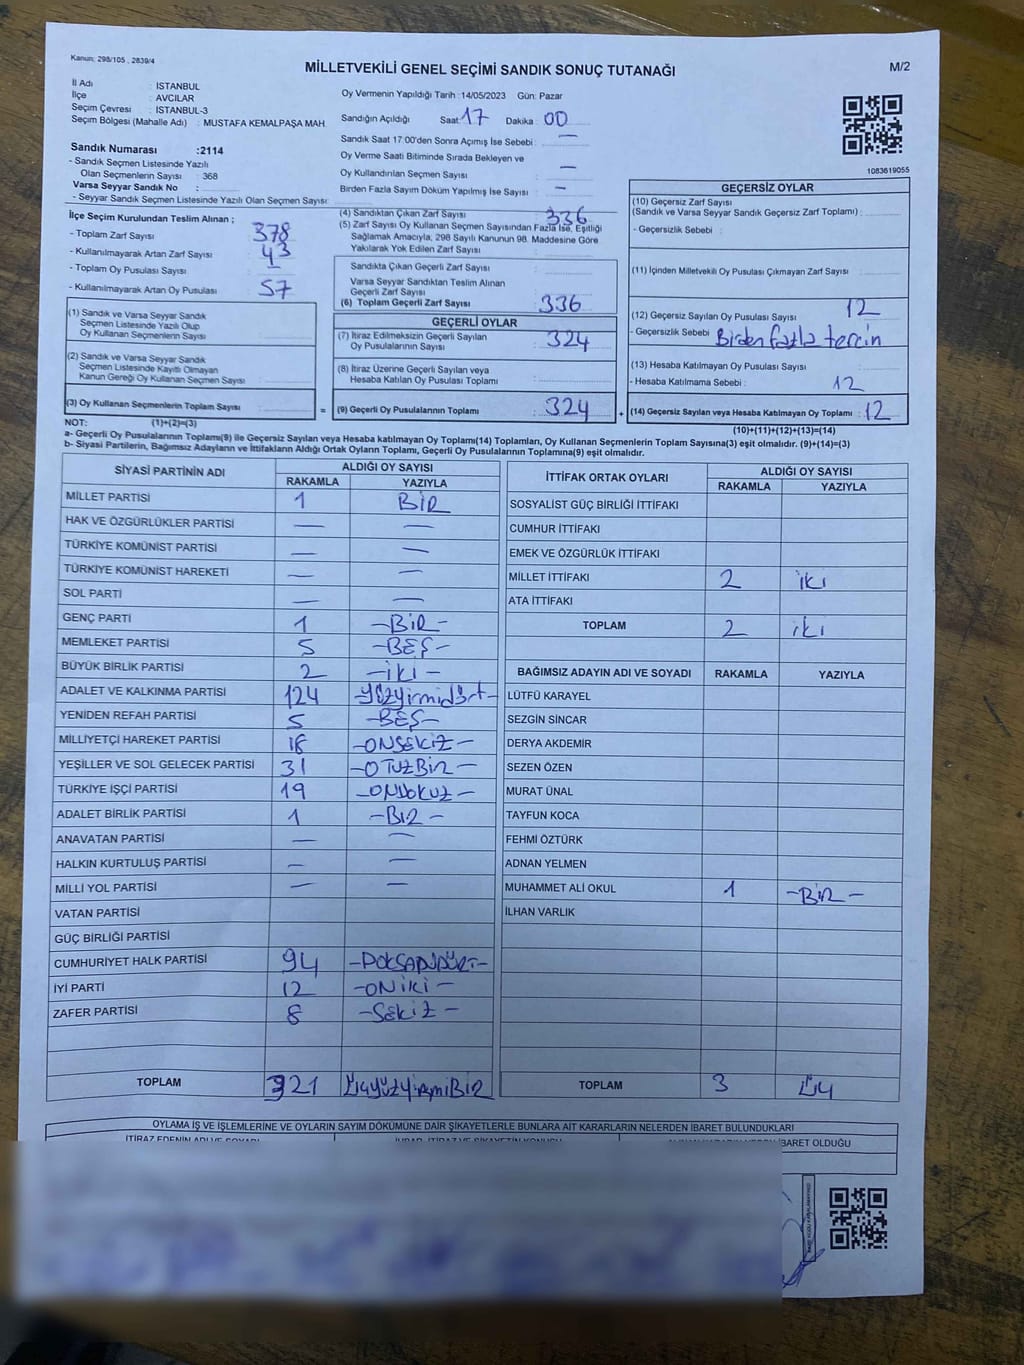 Kanun: 298/105 , 2839/4
MİLLETVEKİLİ GENEL SEÇİMİ SANDIK SONUÇ TUTANAĞI
M/2
İl Adı : İSTANBUL
İlçe : AVCILAR
Seçim Çevresi : İSTANBUL-3
Seçim Bölgesi (Mahalle Adı) : MUSTAFA KEMALPAŞA MAH
Sandık Numarası :2114
- Sandık Seçmen Listesinde Yazılı
Olan Seçmenlerin Sayısı : 368
Varsa Seyyar Sandık No :
- Seyyar Sandık Seçmen Listesinde Yazılı Olan Seçmen Sayısı:
Oy Vermenin Yapıldığı Tarih :14/05/2023 Gün: Pazar
Sandığın Açıldığı Saat: 17 Dakika : 00
Sandık Saat 17:00'den Sonra Açımış İse Sebebi : —
Oy Verme Saati Bitiminde Sırada Bekleyen ve
Oy Kullandırılan Seçmen Sayısı : —
Birden Fazla Sayım Döküm Yapılmış İse Sayısı : —
1083619055
İlçe Seçim Kurulundan Teslim Alınan ;
- Toplam Zarf Sayısı : 378
- Kullanılmayarak Artan Zarf Sayısı : 43
- Toplam Oy Pusulası Sayısı : —
- Kullanılmayarak Artan Oy Pusulası : 57
(1) Sandık ve Varsa Seyyar Sandık
Seçmen Listesinde Yazılı Olup
Oy Kullanan Seçmenlerin Sayısı :
(2) Sandık ve Varsa Seyyar Sandık
Seçmen Listesinde Kayıtlı Olmayan
Kanun Gereği Oy Kullanan Seçmen Sayısı :
(3) Oy Kullanan Seçmenlerin Toplam Sayısı :
(4) Sandıktan Çıkan Zarf Sayısı : 336
(5) Zarf Sayısı Oy Kullanan Seçmen Sayısından Fazla İse, Eşitliği
Sağlamak Amacıyla, 298 Sayılı Kanunun 98. Maddesine Göre
Yakılarak Yok Edilen Zarf Sayısı :
Sandıkta Çıkan Geçerli Zarf Sayısı :
Varsa Seyyar Sandıktan Teslim Alınan
Geçerli Zarf Sayısı :
(6) Toplam Geçerli Zarf Sayısı : 336
GEÇERLİ OYLAR
(7) İtiraz Edilmeksizin Geçerli Sayılan
Oy Pusulalarının Sayısı : 324
(8) İtiraz Üzerine Geçerli Sayılan veya
Hesaba Katılan Oy Pusulası Toplamı :
= (9) Geçerli Oy Pusulalarının Toplamı : 324 +
GEÇERSİZ OYLAR
(10) Geçersiz Zarf Sayısı
(Sandık ve Varsa Seyyar Sandık Geçersiz Zarf Toplamı) :
- Geçersizlik Sebebi :
(11) İçinden Milletvekili Oy Pusulası Çıkmayan Zarf Sayısı :
(12) Geçersiz Sayılan Oy Pusulası Sayısı : 12
- Geçersizlik Sebebi : Birden fazla tercin
(13) Hesaba Katılmayan Oy Pusulası Sayısı :
- Hesaba Katılmama Sebebi : 12
(14) Geçersiz Sayılan veya Hesaba Katılmayan Oy Toplamı : 12
NOT: (1)+(2)=(3)
(10)+(11)+(12)+(13)=(14)
a- Geçerli Oy Pusulalarının Toplamı(9) ile Geçersiz Sayılan veya Hesaba katılmayan Oy Toplamı(14) Toplamları, Oy Kullanan Seçmenlerin Toplam Sayısına(3) eşit olmalıdır. (9)+(14)=(3)
b- Siyasi Partilerin, Bağımsız Adayların ve İttifakların Aldığı Ortak Oyların Toplamı, Geçerli Oy Pusulalarının Toplamına(9) eşit olmalıdır.
SİYASİ PARTİNİN ADI ALDIĞI OY SAYISI
RAKAMLA YAZIYLA
MİLLET PARTİSİ 1 BİR
HAK VE ÖZGÜRLÜKLER PARTİSİ — —
TÜRKİYE KOMÜNİST PARTİSİ — —
TÜRKİYE KOMÜNİST HAREKETİ — —
SOL PARTİ — —
GENÇ PARTİ 1 -BİR-
MEMLEKET PARTİSİ 5 -BEŞ-
BÜYÜK BİRLİK PARTİSİ 2 -İKİ-
ADALET VE KALKINMA PARTİSİ 124 -Yüzyirmidört-
YENİDEN REFAH PARTİSİ 5 -BEŞ-
MİLLİYETÇİ HAREKET PARTİSİ 18 -ONSEKİZ-
YEŞİLLER VE SOL GELECEK PARTİSİ 31 -OTUZBİR-
TÜRKİYE İŞÇİ PARTİSİ 19 -ONDOKUZ-
ADALET BİRLİK PARTİSİ 1 -BİR-
ANAVATAN PARTİSİ — —
HALKIN KURTULUŞ PARTİSİ — —
MİLLİ YOL PARTİSİ — —
VATAN PARTİSİ
GÜÇ BİRLİĞİ PARTİSİ
CUMHURİYET HALK PARTİSİ 94
İYİ PARTİ 12 -ONİKİ-
ZAFER PARTİSİ 8 -SEKİZ-
TOPLAM 321 ÜçYüzYirmiBİR
İTTİFAK ORTAK OYLARI ALDIĞI OY SAYISI
RAKAMLA YAZIYLA
SOSYALİST GÜÇ BİRLİĞİ İTTİFAKI
CUMHUR İTTİFAKI
EMEK VE ÖZGÜRLÜK İTTİFAKI
MİLLET İTTİFAKI 2 İKİ
ATA İTTİFAKI
TOPLAM 2 İKİ
BAĞIMSIZ ADAYIN ADI VE SOYADI RAKAMLA YAZIYLA
LÜTFÜ KARAYEL
SEZGİN SİNCAR
DERYA AKDEMİR
SEZEN ÖZEN
MURAT ÜNAL
TAYFUN KOCA
FEHMİ ÖZTÜRK
ADNAN YELMEN
MUHAMMET ALİ OKUL 1 -BİR-
İLHAN VARLIK
TOPLAM 3 Üç
OYLAMA İŞ VE İŞLEMLERİNE VE OYLARIN SAYIM DÖKÜMÜNE DAİR ŞİKAYETLERLE BUNLARA AİT KARARLARIN NELERDEN İBARET BULUNDUKLARI
İBARET OLDUĞU